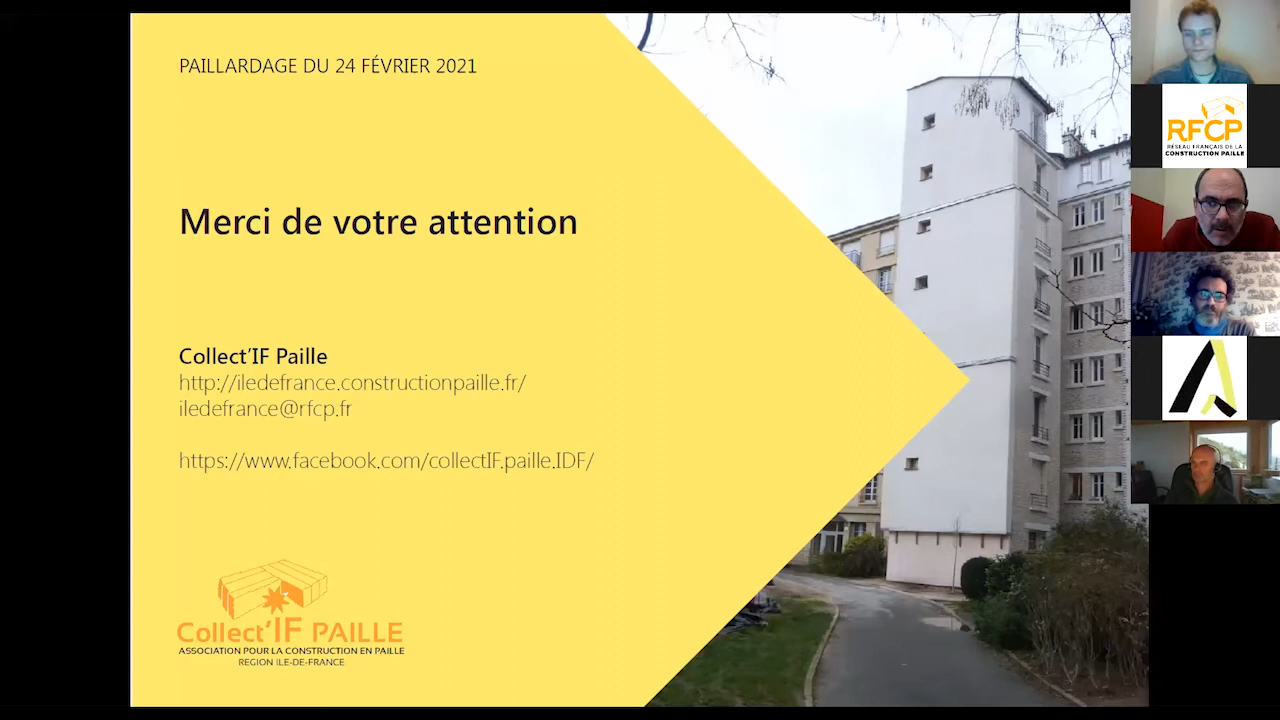 PAILLARDAGE DU 24 FÉVRIER 2021
Merci de votre attention
Collect'IF Paille
http://iledefrance.constructionpaille.fr/
iledefrance@rfcp.fr
https://www.facebook.com/collectIF.paille.IDF/
Collect'IF PAILLE
ASSOCIATION POUR LA CONSTRUCTION EN PAILLE
REGION ILE-DE-FRANCE
RFCP
RÉSEAU FRANÇAIS DE LA
CONSTRUCTION PAILLE